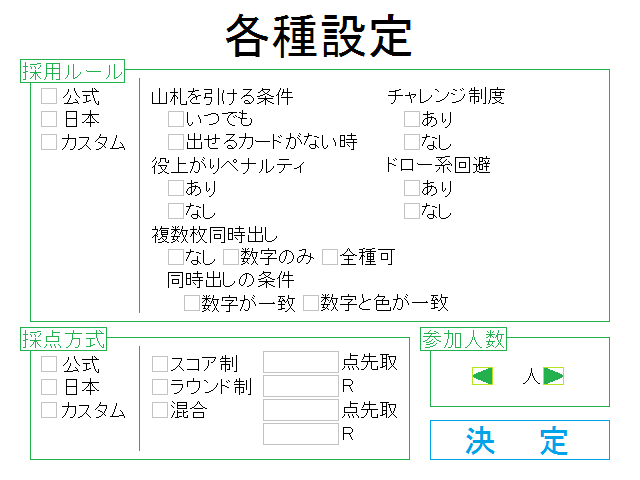 各種設定
採用ルール
公式
日本
カスタム
山札を引ける条件
いつでも
出せるカードがない時
役上がりペナルティ
あり
なし
複数枚同時出し
なし 数字のみ 全種可
同時出しの条件
数字が一致 数字と色が一致
チャレンジ制度
あり
なし
ドロー系回避
あり
なし
採点方式
公式
日本
カスタム
スコア制 点先取
ラウンド制 R
混合 点先取
R
参加人数
人
決 定